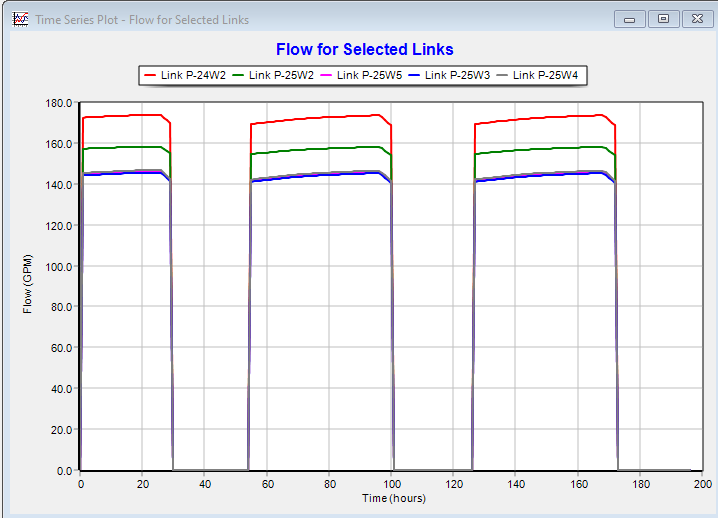 Time Series Plot - Flow for Selected Links
Flow for Selected Links
Link P-24W2 Link P-25W2 Link P-25W5 Link P-25W3 Link P-25W4
180.0
160.0
140.0
120.0
100.0
80.0
60.0
40.0
20.0
0.0
Flow (GPM)
0 20 40 60 80 100 120 140 160 180 200
Time (hours)